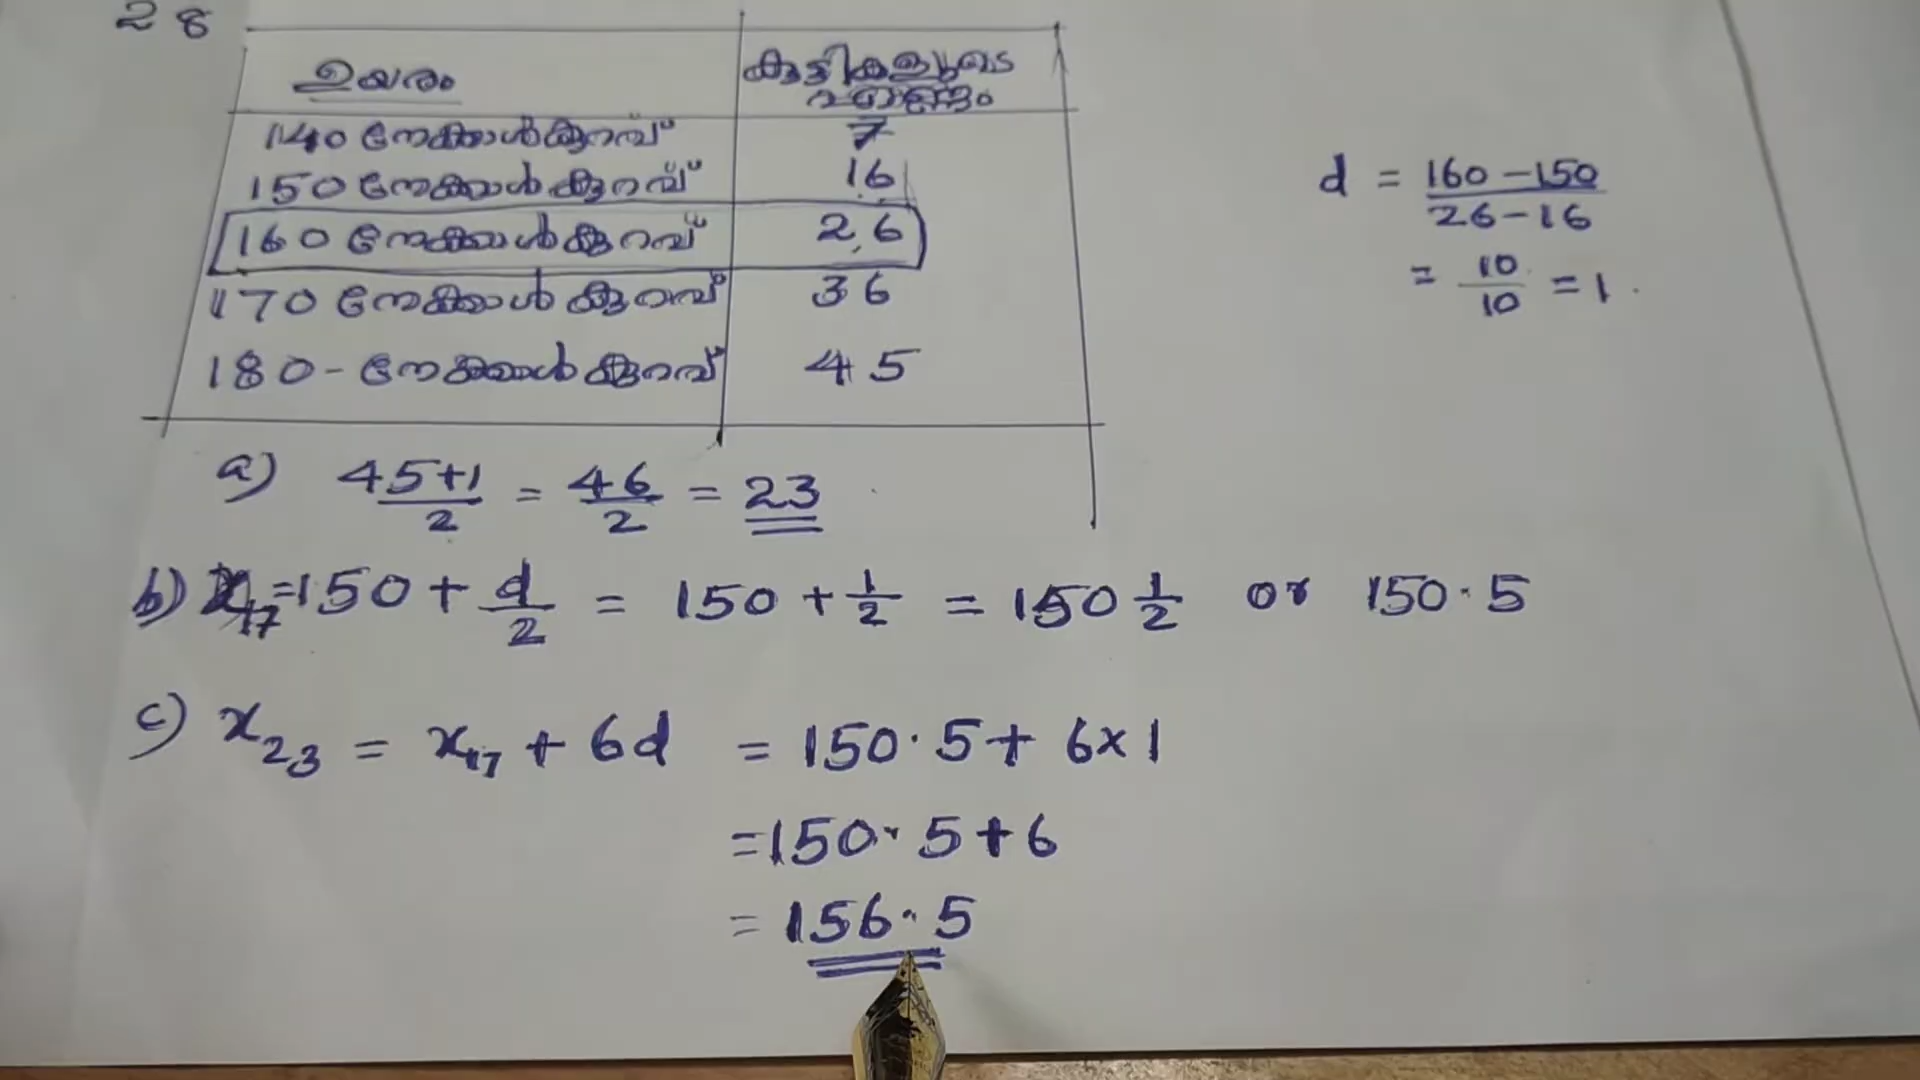 28
ഉയരം കുട്ടികളുടെ എണ്ണം
140 നേക്കാൾ കുറവ് 7
150 നേക്കാൾ കുറവ് 16
160 നേക്കാൾ കുറവ് 26
170 നേക്കാൾ കുറവ് 36
180 - നേക്കാൾ കുറവ് 45
d = 160 - 150 / 26 - 16
= 10 / 10 = 1 .
a) 45+1 / 2 = 46 / 2 = 23
b) x17 = 150 + d / 2 = 150 + 1 / 2 = 150 1/2 or 150.5
c) x23 = x17 + 6d = 150.5 + 6 x 1
= 150.5 + 6
= 156.5